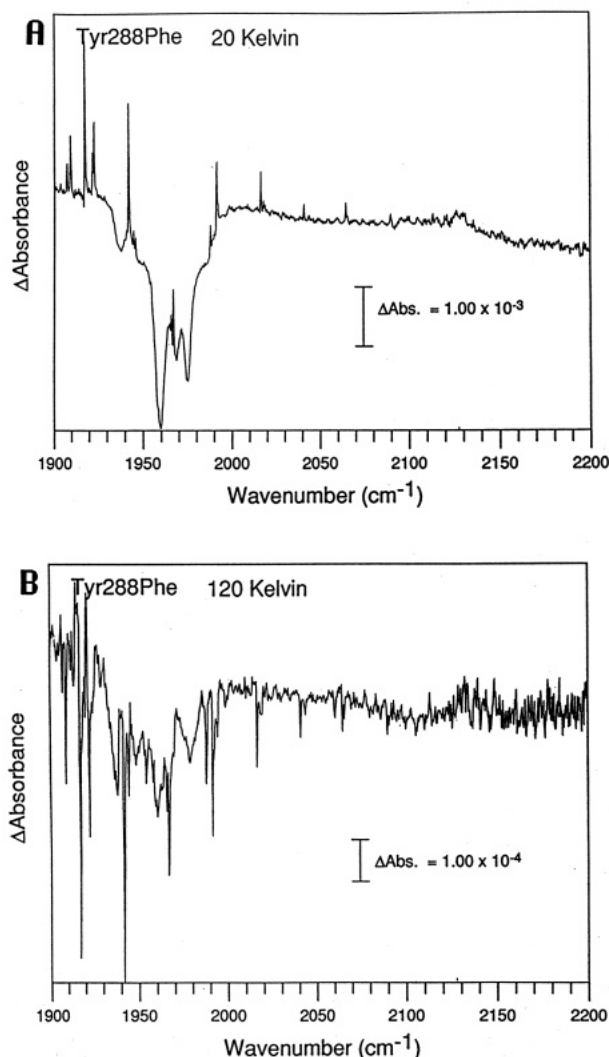 A
Tyr288Phe 20 Kelvin
ΔAbsorbance
ΔAbs. = 1.00 x 10⁻³
1900 1950 2000 2050 2100 2150 2200
Wavenumber (cm⁻¹)
B
Tyr288Phe 120 Kelvin
ΔAbsorbance
ΔAbs. = 1.00 x 10⁻⁴
1900 1950 2000 2050 2100 2150 2200
Wavenumber (cm⁻¹)